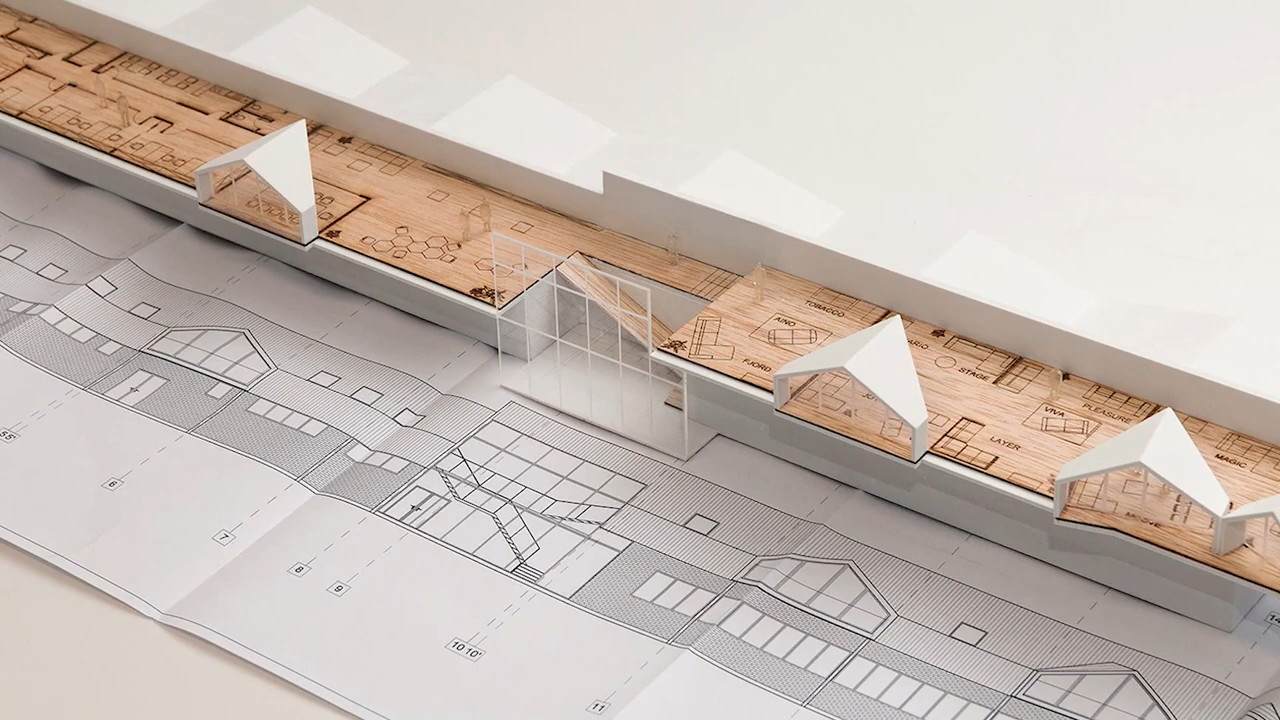 TOBACCO
AINO
FJORD
STAGE
VIVA
PLEASURE
LAYER
MAGIC
6
7
8
9
10 10'
11